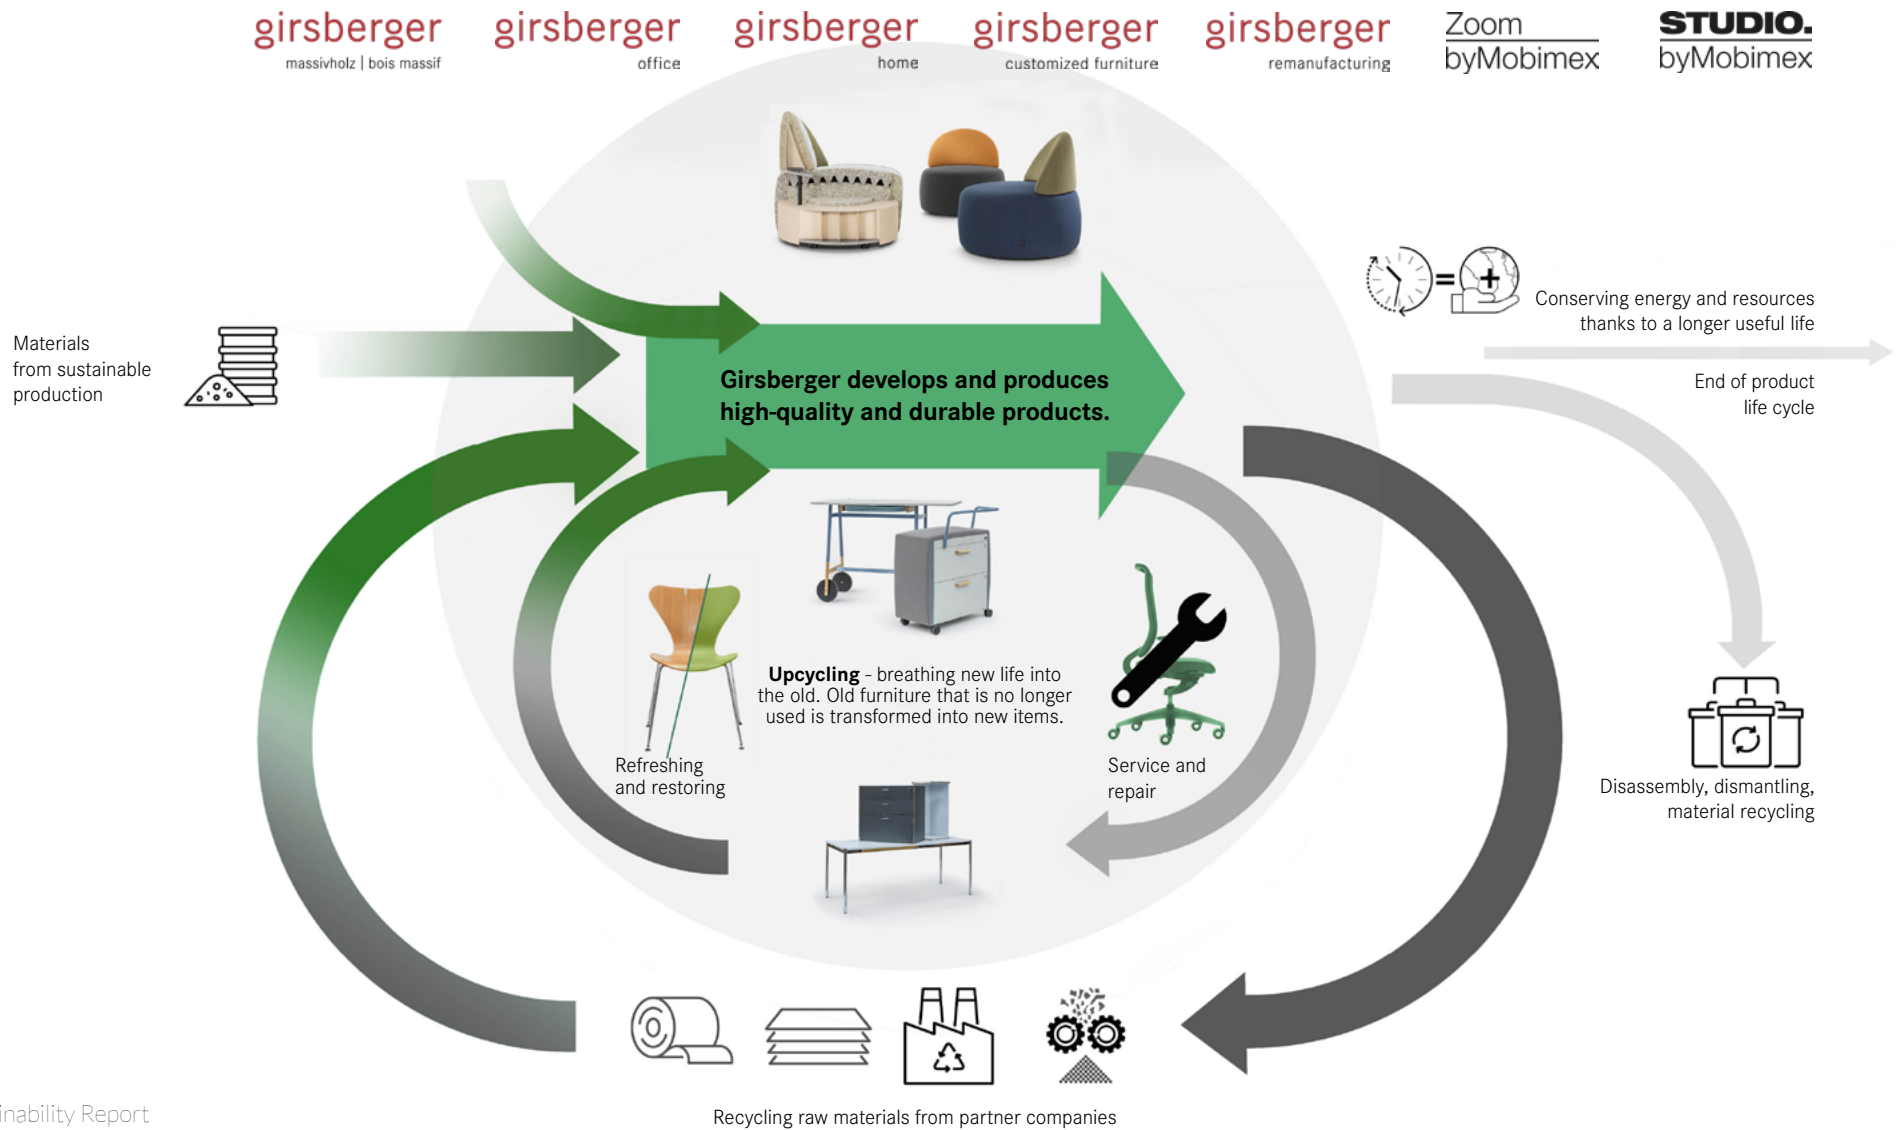 girsberger
massivholz | bois massif
girsberger
office
girsberger
home
girsberger
customized furniture
girsberger
remanufacturing
Zoom
byMobimex
STUDIO.
byMobimex
Materials
from sustainable
production
Girsberger develops and produces
high-quality and durable products.
Conserving energy and resources
thanks to a longer useful life
End of product
life cycle
Upcycling - breathing new life into
the old. Old furniture that is no longer
used is transformed into new items.
Refreshing
and restoring
Service and
repair
Disassembly, dismantling,
material recycling
Recycling raw materials from partner companies
inability Report